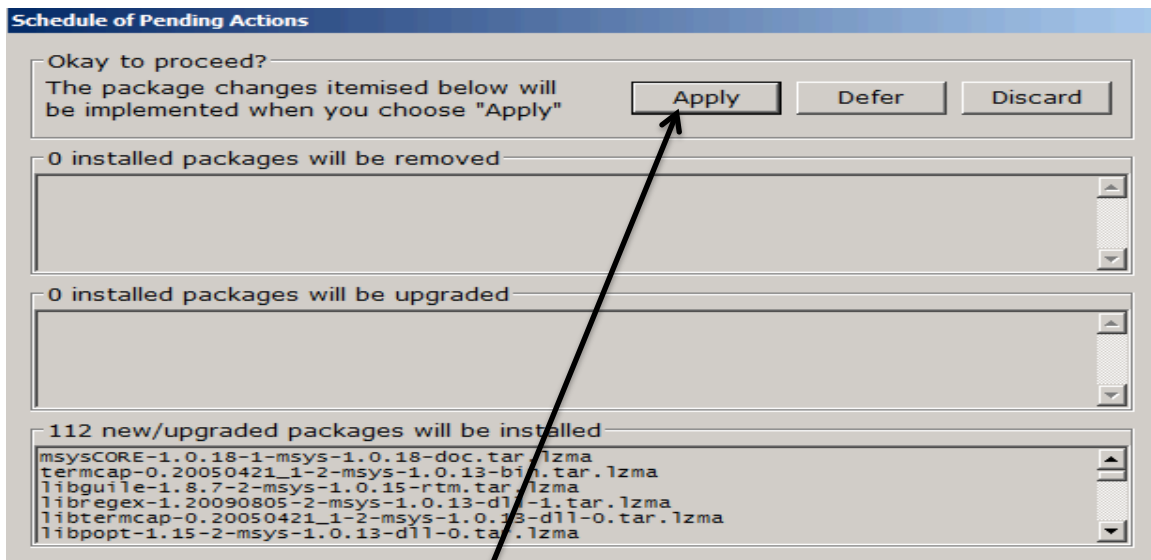 Schedule of Pending Actions
Okay to proceed?
The package changes itemised below will
be implemented when you choose "Apply"
Apply
Defer
Discard
0 installed packages will be removed
0 installed packages will be upgraded
112 new/upgraded packages will be installed
msysCORE-1.0.18-1-msys-1.0.18-doc.tar.lzma
termcap-0.20050421_1-2-msys-1.0.13-bin.tar.lzma
libguile-1.8.7-2-msys-1.0.15-rtm.tar.lzma
libregex-1.20090805-2-msys-1.0.13-dll-1.tar.lzma
libtermcap-0.20050421_1-2-msys-1.0.13-dll-0.tar.lzma
libpopt-1.15-2-msys-1.0.13-dll-0.tar.lzma